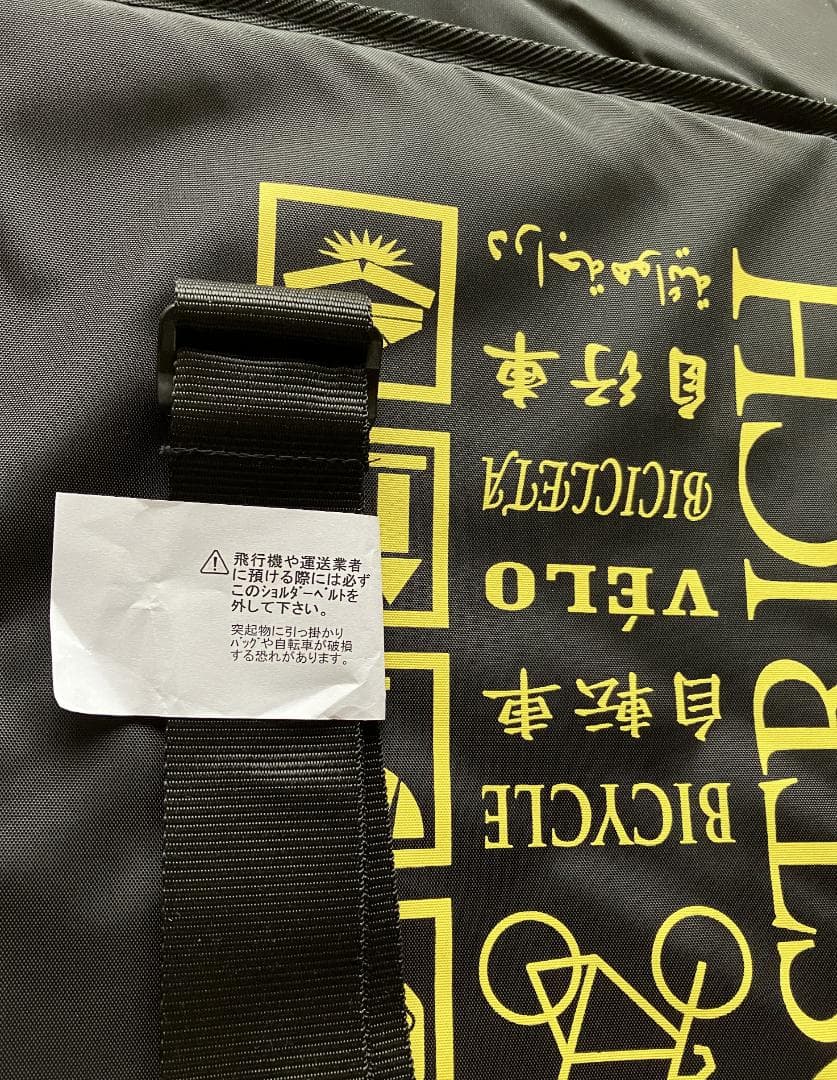 ⚠飛行機や運送業者
に預ける際には必ず
このｼｮﾙﾀﾞｰﾍﾞﾙﾄを
外して下さい。
突起物に引っ掛かり
ﾊﾞｯｸﾞや自転車が破損
する恐れがあります。
STRICH
BICYCLE
自転車
VÉLO
BICICLETA
自行車
دراجة هوائية